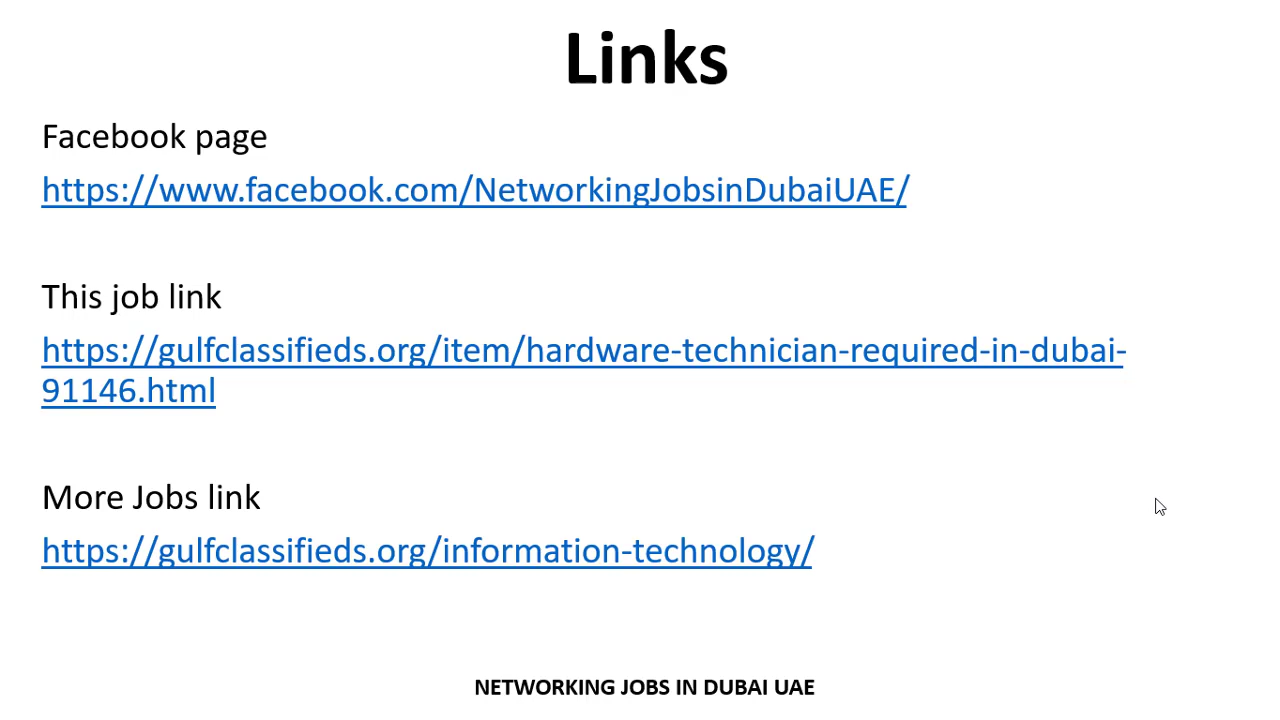 Links
Facebook page
https://www.facebook.com/NetworkingJobsinDubaiUAE/
This job link
https://gulfclassifieds.org/item/hardware-technician-required-in-dubai-
91146.html
More Jobs link
https://gulfclassifieds.org/information-technology/
NETWORKING JOBS IN DUBAI UAE